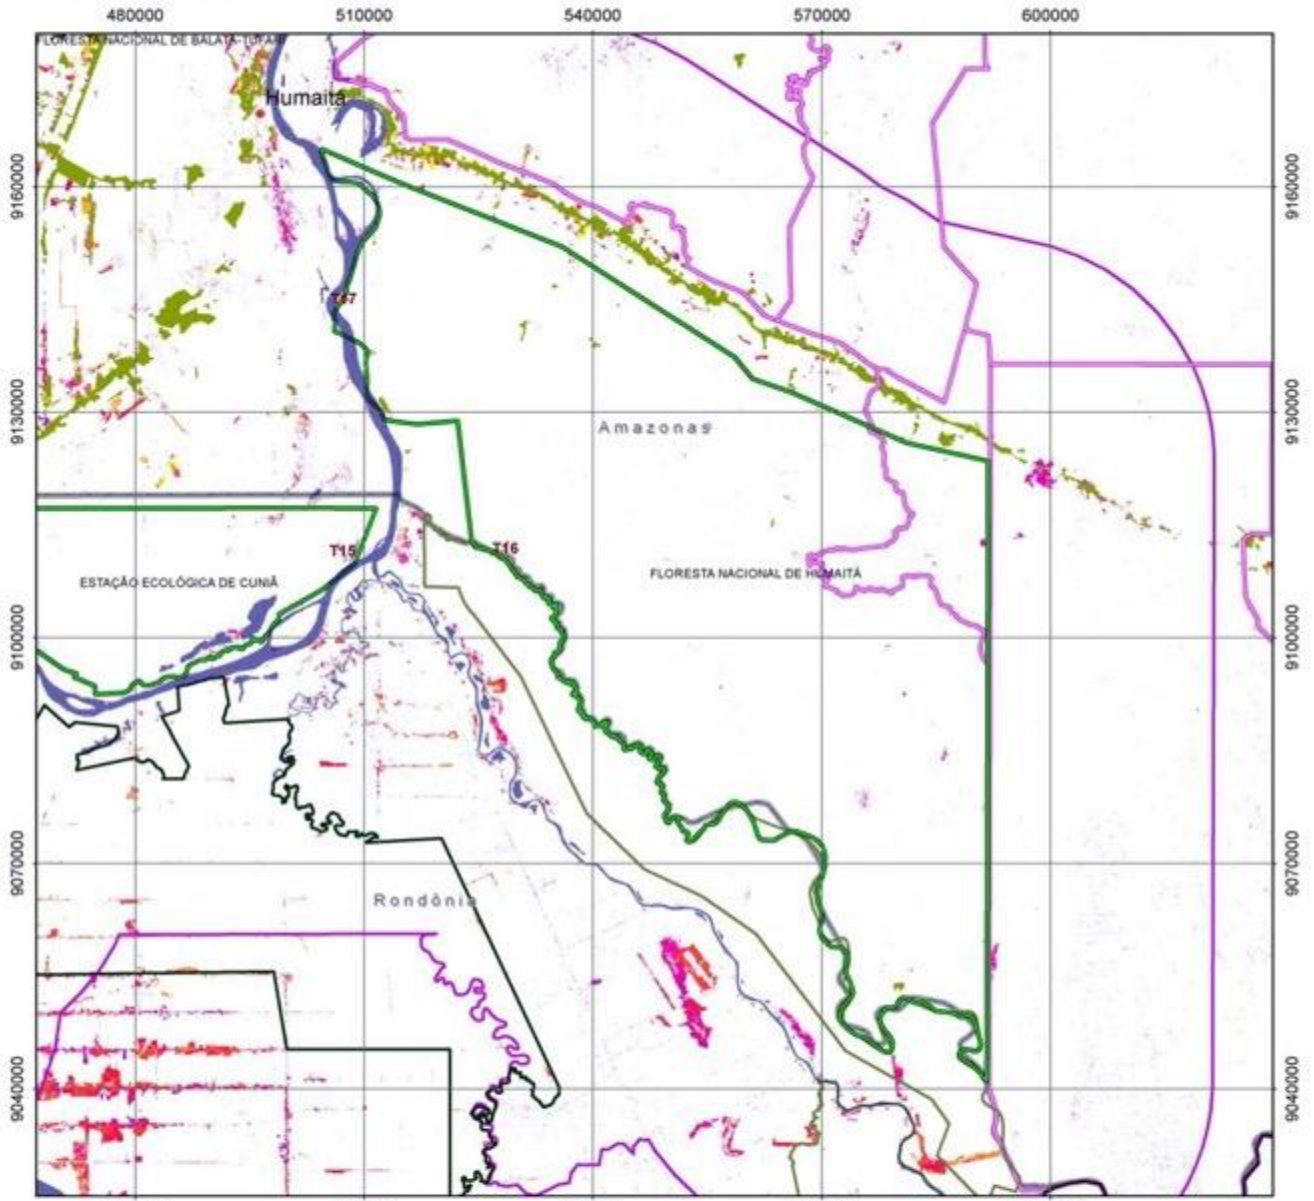 480000 510000 540000 570000 600000
FLORESTA NACIONAL DE BALATA-TUFARI
Humaitá
9160000 9160000
T17
9130000 9130000
Amazonas
T15 T16
ESTAÇÃO ECOLÓGICA DE CUNIÃ FLORESTA NACIONAL DE HUMAITÁ
9100000 9100000
9070000 9070000
Rondônia
9040000 9040000